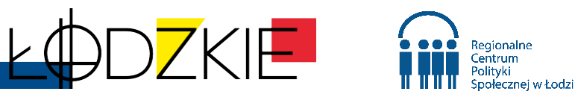 ŁÓDZKIE
Regionalne
Centrum
Polityki
Społecznej w Łodzi